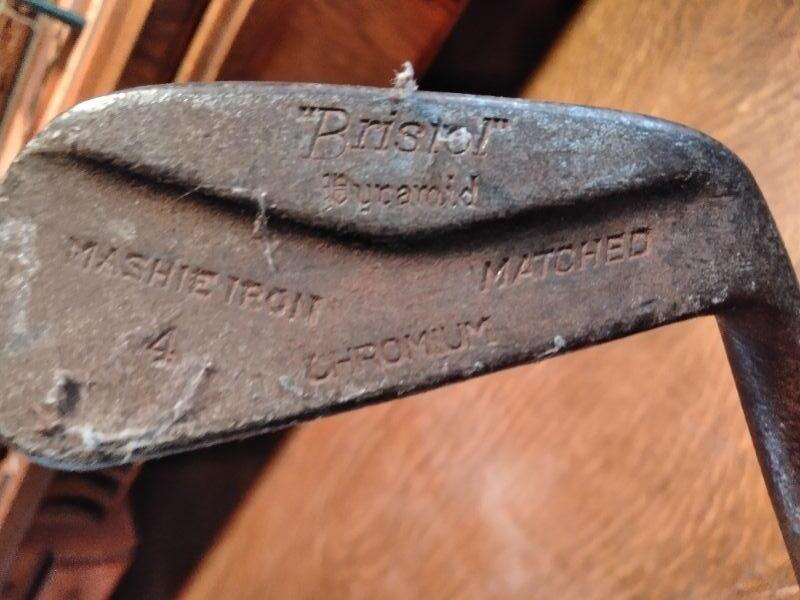 "Bristol"
Pyramid
MASHIE IRON
MATCHED
4
CHROMIUM